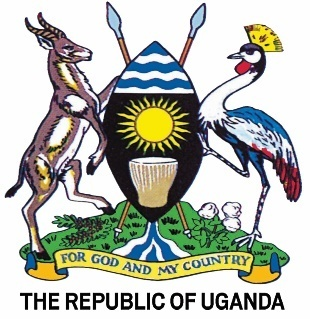 FOR GOD AND MY COUNTRY
THE REPUBLIC OF UGANDA